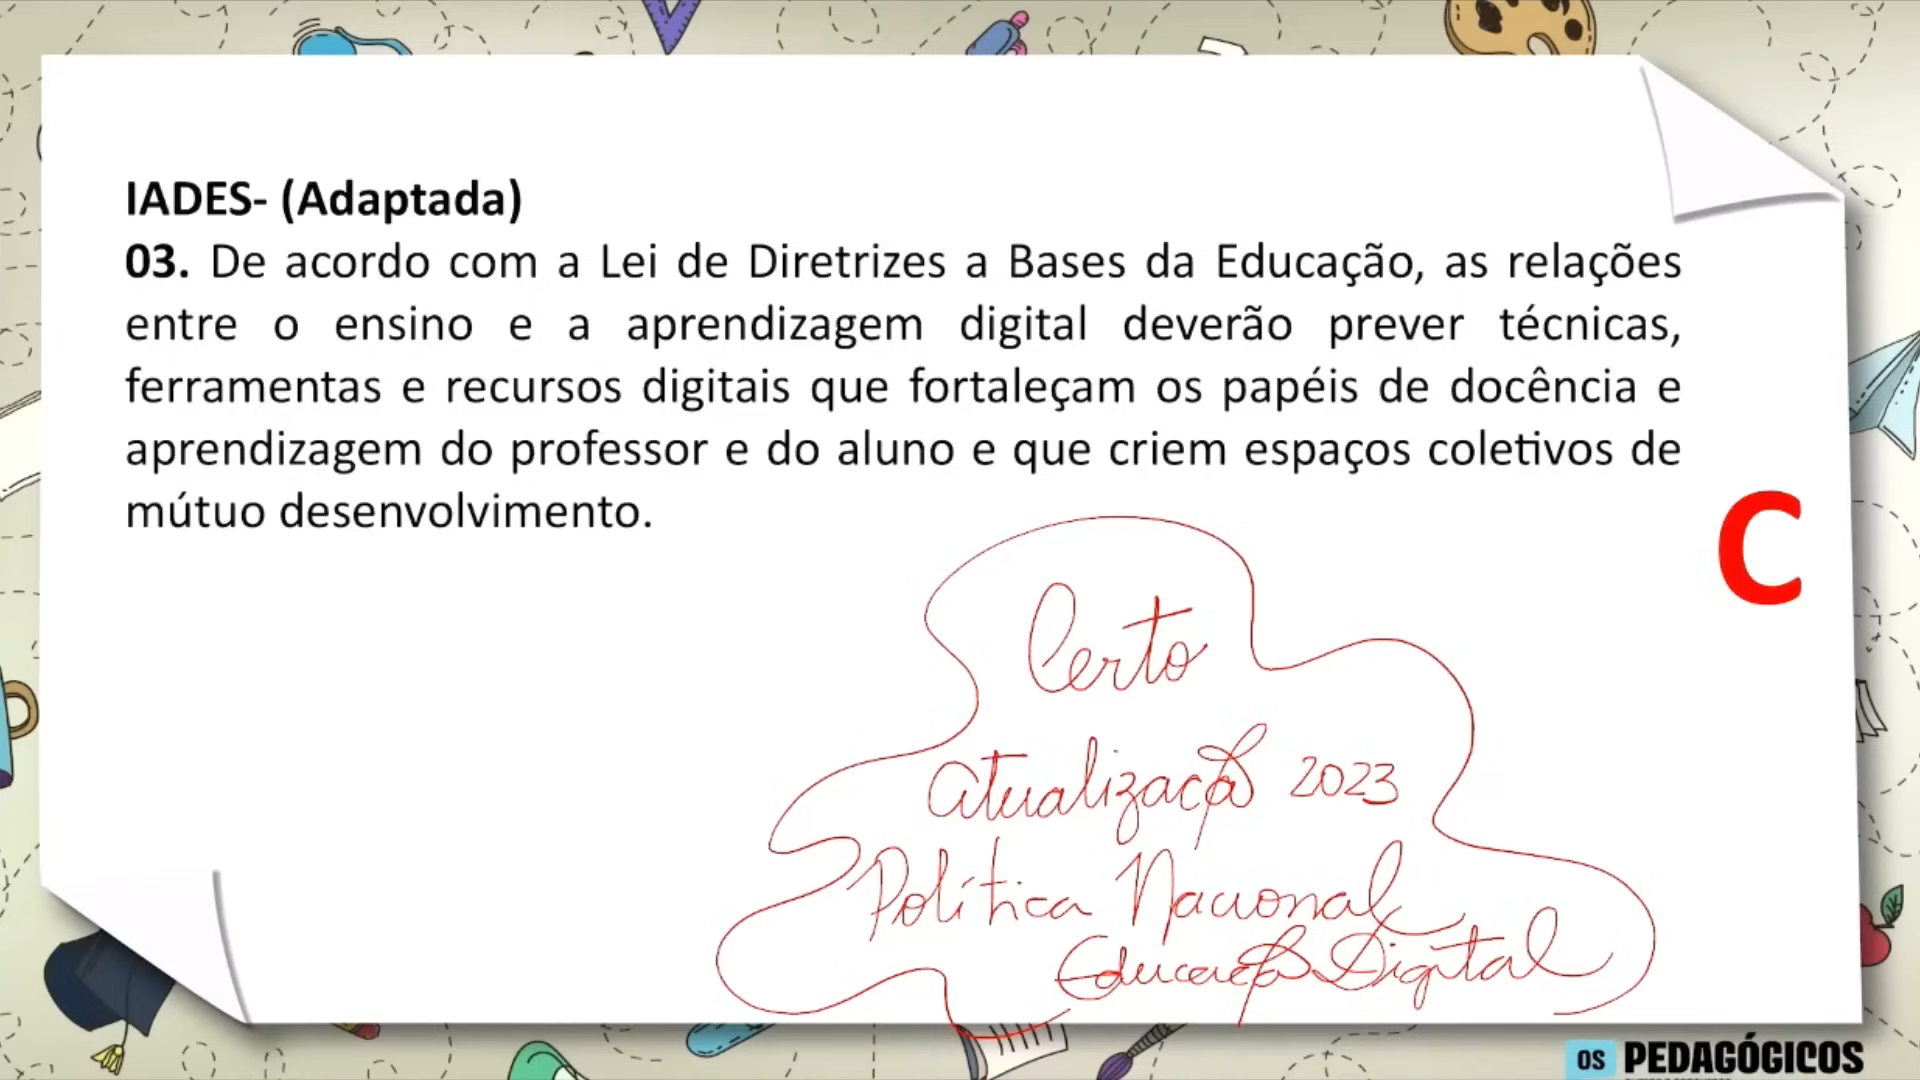 IADES- (Adaptada)
03. De acordo com a Lei de Diretrizes a Bases da Educação, as relações
entre o ensino e a aprendizagem digital deverão prever técnicas,
ferramentas e recursos digitais que fortaleçam os papéis de docência e
aprendizagem do professor e do aluno e que criem espaços coletivos de
mútuo desenvolvimento.
C
Certo
Atualização 2023
Política Nacional
Educação Digital
OS PEDAGÓGICOS